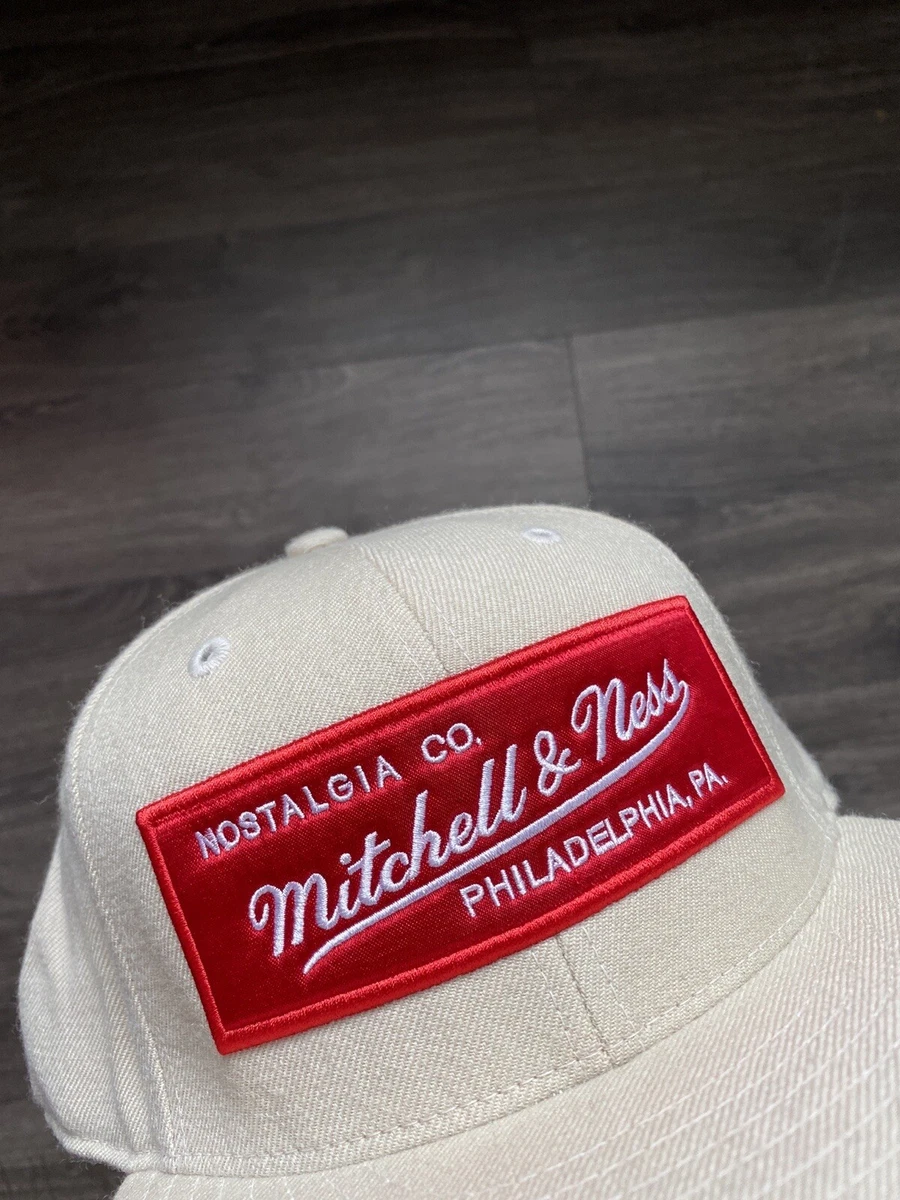 NOSTALGIA CO.
Mitchell & Ness
PHILADELPHIA, PA.